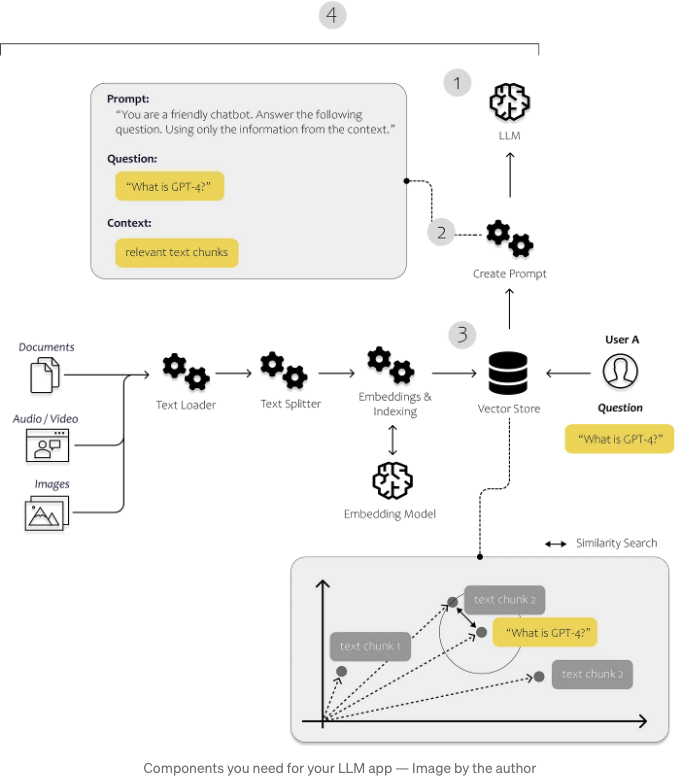 4
1
Prompt:
“You are a friendly chatbot. Answer the following
question. Using only the information from the context.”
Question:
“What is GPT-4?”
Context:
relevant text chunks
LLM
2
Create Prompt
3
Documents
Audio / Video
Images
Text Loader
Text Splitter
Embeddings &
Indexing
Embedding Model
Vector Store
User A
Question
“What is GPT-4?”
Similarity Search
text chunk 2
“What is GPT-4?”
text chunk 1
text chunk 2
Components you need for your LLM app — Image by the author